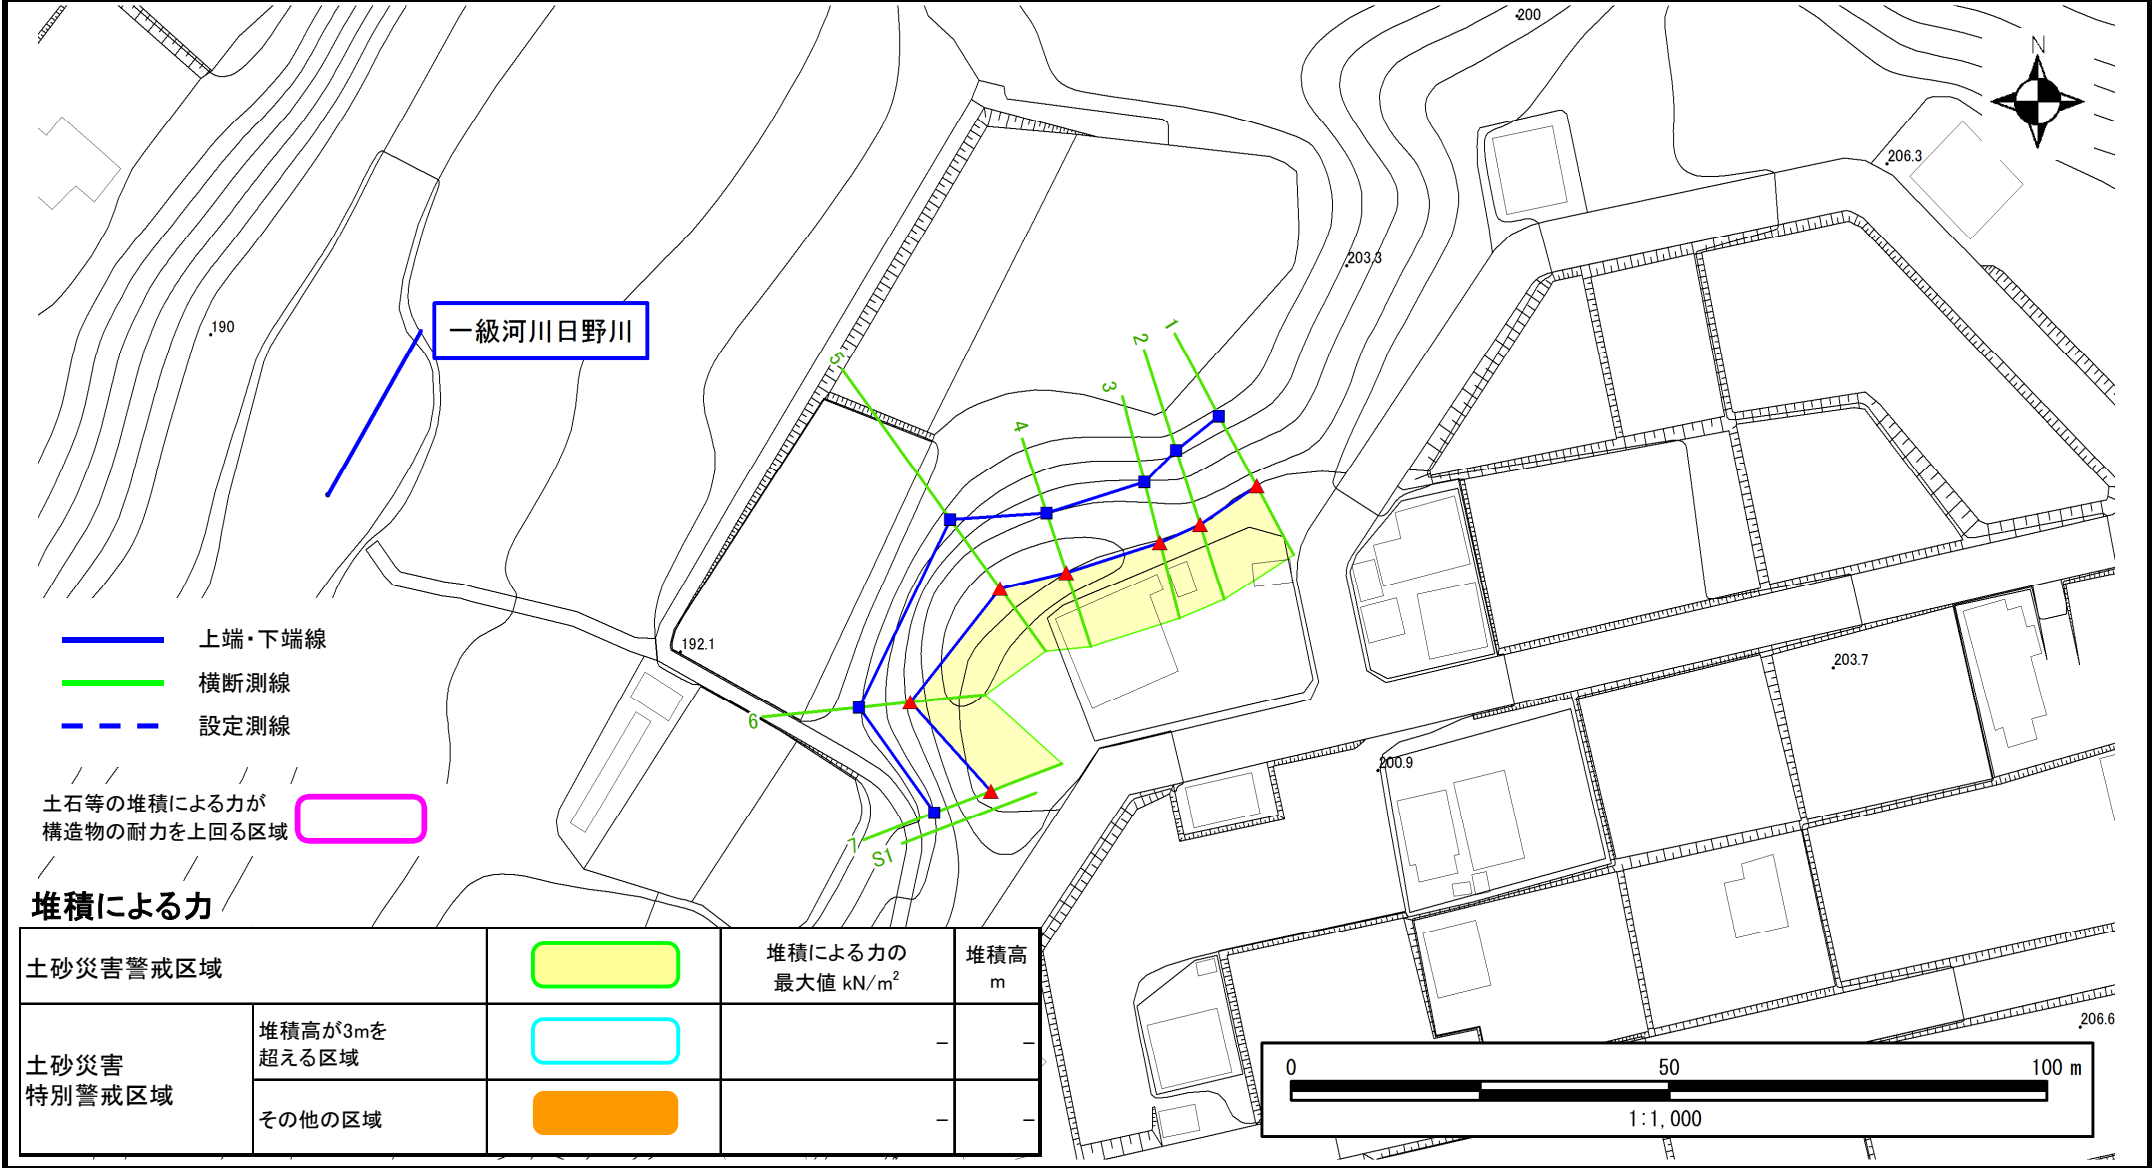 200
N
206.3
203.3
190
一級河川日野川
1
2
3
4
5
192.1
6
7
S1
203.7
200.9
206.6
上端・下端線
横断測線
設定測線
土石等の堆積による力が
構造物の耐力を上回る区域
堆積による力
土砂災害警戒区域
堆積による力の
最大値 kN/m²
堆積高
m
土砂災害
特別警戒区域
堆積高が3mを
超える区域
－ －
その他の区域
－ －
0 50 100 m
1:1,000